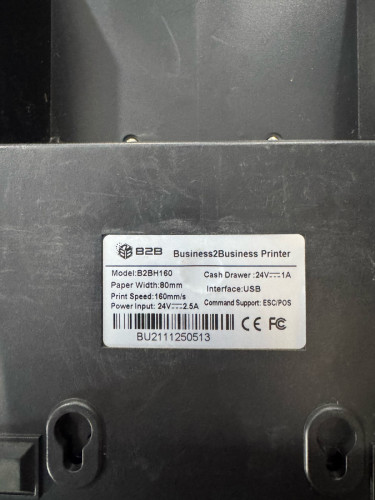 B2B Business2Business Printer
Model:B2BH160 Cash Drawer:24V⎓1A
Paper Width:80mm Interface:USB
Print Speed:160mm/s Command Support: ESC/POS
Power Input: 24V⎓2.5A
BU2111250513 CE FC